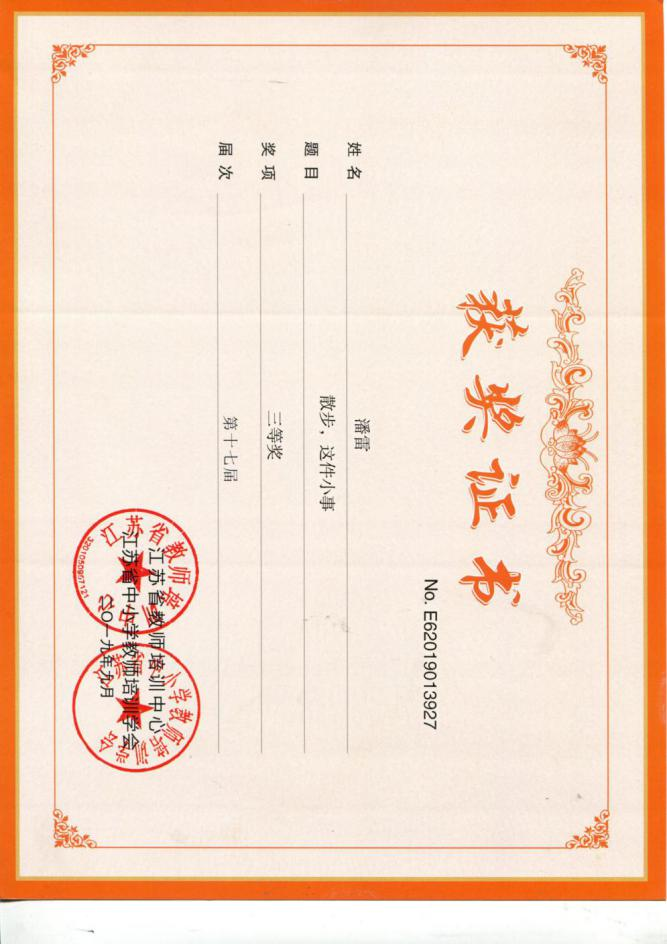 获奖证书
No. E62019013927
姓名 潘雷
题目 散步，这件小事
奖项 三等奖
届次 第十七届
江苏省教师培训中心
江苏省中小学教师培训学会
二〇一九年九月